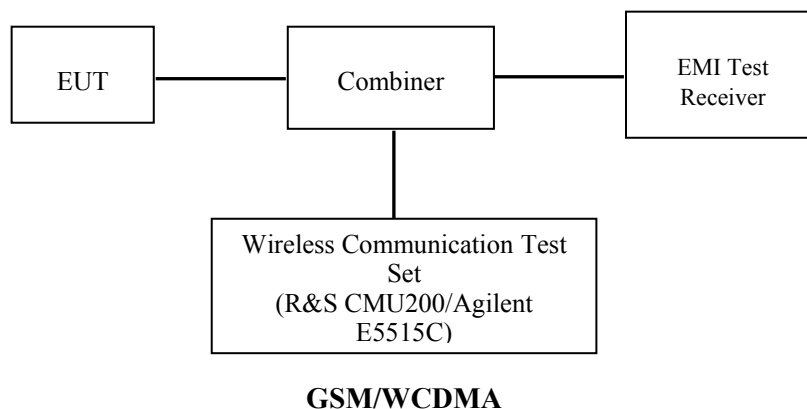 EUT
Combiner
EMI Test
Receiver
Wireless Communication Test
Set
(R&S CMU200/Agilent
E5515C)
GSM/WCDMA